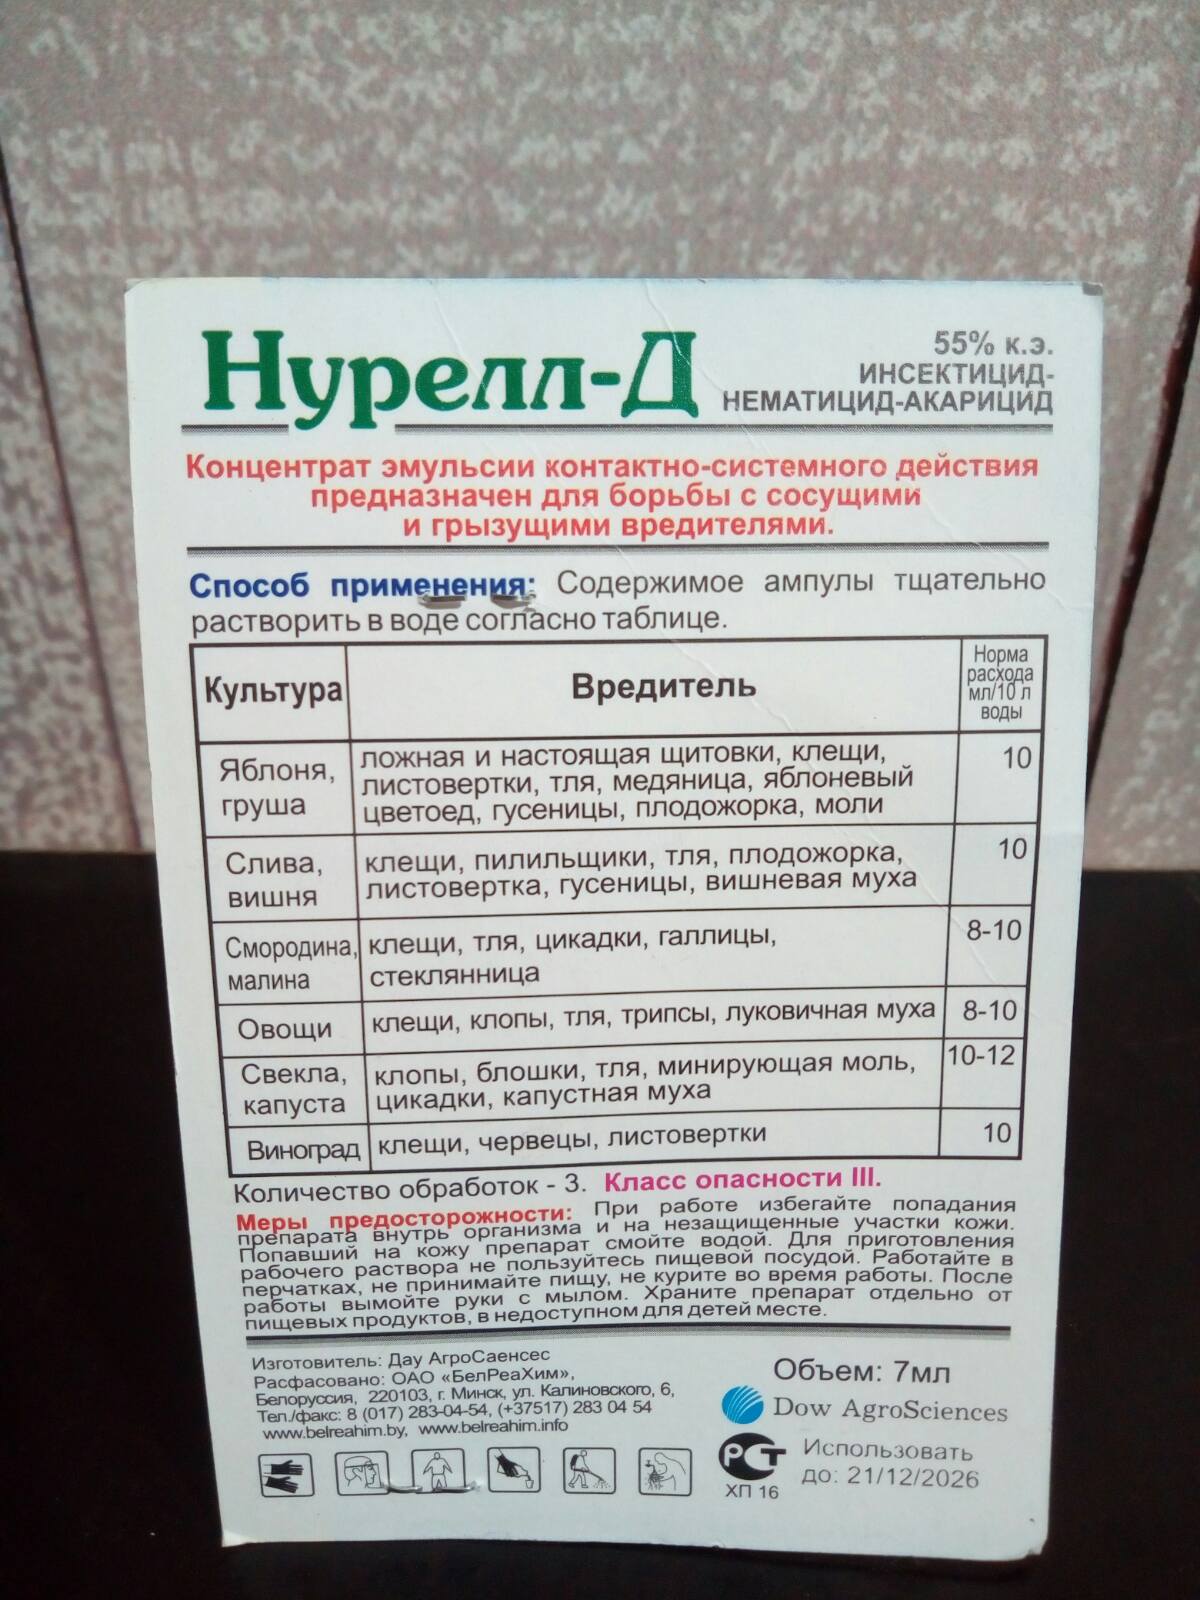 Нурелл-Д
55% к.э.
ИНСЕКТИЦИД-
НЕМАТИЦИД-АКАРИЦИД
Концентрат эмульсии контактно-системного действия
предназначен для борьбы с сосущими
и грызущими вредителями.
Способ применения: Содержимое ампулы тщательно
растворить в воде согласно таблице.
Культура
Вредитель
Норма
расхода
мл/10 л
воды
Яблоня,
груша
ложная и настоящая щитовки, клещи,
листовертки, тля, медяница, яблоневый
цветоед, гусеницы, плодожорка, моли
10
Слива,
вишня
клещи, пилильщики, тля, плодожорка,
листовертка, гусеницы, вишневая муха
10
Смородина,
малина
клещи, тля, цикадки, галлицы,
стеклянница
8-10
Овощи
клещи, клопы, тля, трипсы, луковичная муха
8-10
Свекла,
капуста
клопы, блошки, тля, минирующая моль,
цикадки, капустная муха
10-12
Виноград
клещи, червецы, листовертки
10
Количество обработок - 3. Класс опасности III.
Меры предосторожности: При работе избегайте попадания
препарата внутрь организма и на незащищенные участки кожи.
Попавший на кожу препарат смойте водой. Для приготовления
рабочего раствора не пользуйтесь пищевой посудой. Работайте в
перчатках, не принимайте пищу, не курите во время работы. После
работы вымойте руки с мылом. Храните препарат отдельно от
пищевых продуктов, в недоступном для детей месте.
Изготовитель: Дау АгроСаенсес
Расфасовано: ОАО «БелРеаХим»,
Белоруссия, 220103, г. Минск, ул. Калиновского, 6,
Тел./факс: 8 (017) 283-04-54, (+37517) 283 04 54
www.belreahim.by, www.belreahim.info
Объем: 7мл
Dow AgroSciences
РСТ
ХП 16
Использовать
до: 21/12/2026